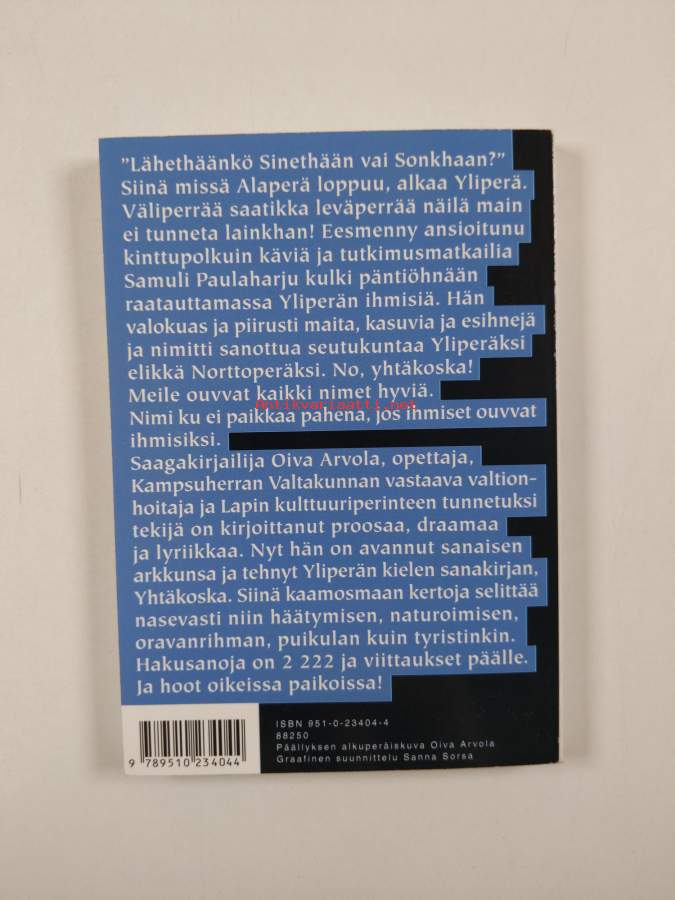 "Lähethäänkö Sinethään vai Sonkhaan?"
Siinä missä Alaperä loppuu, alkaa Yliperä.
Väliperrää saatikka leväperrää näilä main
ei tunneta lainkhan! Eesmenny ansioitunu
kinttupolkuin käviä ja tutkimusmatkailia
Samuli Paulaharju kulki päntiöhnään
raatauttamassa Yliperän ihmisiä. Hän
valokuas ja piirusti maita, kasuvia ja esihnejä
ja nimitti sanottua seutukuntaa Yliperäksi
elikkä Norttoperäksi. No, yhtäkoska!
Meile ouvvat kaikki nimet hyviä.
Antikvariaatti.net
Nimi ku ei paikkaa pahena, jos ihmiset ouvvat
ihmisiksi.
Saagakirjailija Oiva Arvola, opettaja,
Kampsuherran Valtakunnan vastaava valtion-
hoitaja ja Lapin kulttuuriperinteen tunnetuksi
tekijä on kirjoittanut proosaa, draamaa
ja lyriikkaa. Nyt hän on avannut sanaisen
arkkunsa ja tehnyt Yliperän kielen sanakirjan,
Yhtäkoska. Siinä kaamosmaan kertoja selittää
nasevasti niin häätymisen, naturoimisen,
oravanrihman, puikulan kuin tyristinkin.
Hakusanoja on 2 222 ja viittaukset päälle.
Ja hoot oikeissa paikoissa!
ISBN 951-0-23404-4
88250
Päällyksen alkuperäiskuva Oiva Arvola
Graafinen suunnittelu Sanna Sorsa
9 789510 234044